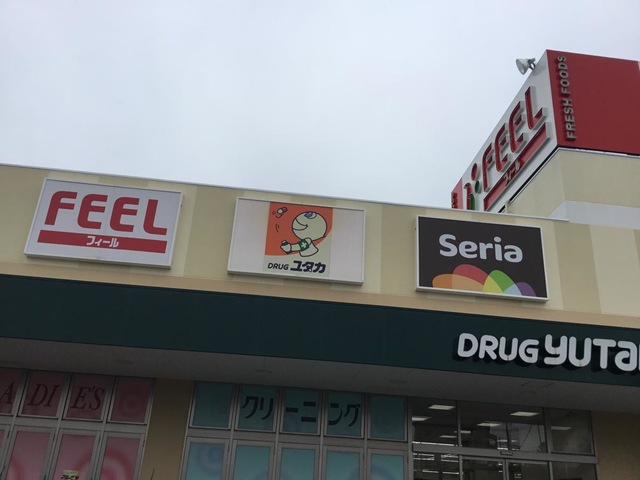 FEEL
フィール
DRUG ユタカ
Seria
FEEL
FRESH FOODS
DRUG YUTA
ADIE'S
クリーニング